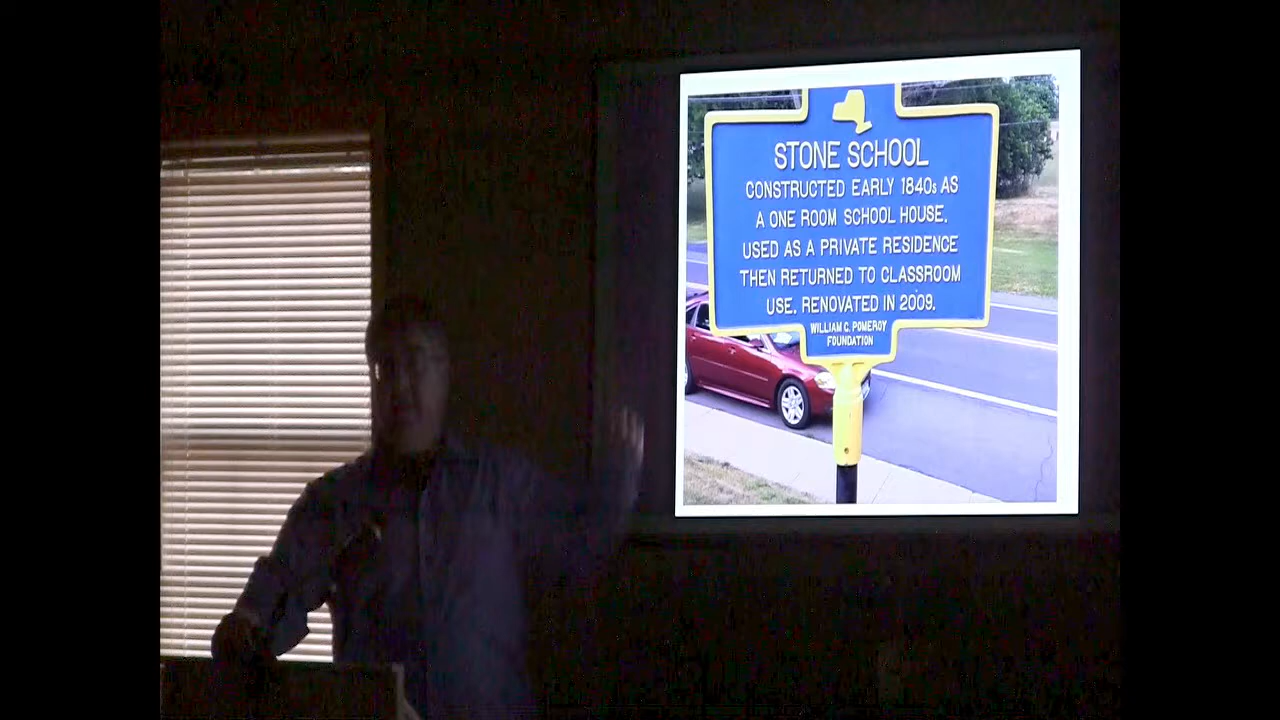 STONE SCHOOL
CONSTRUCTED EARLY 1840s AS
A ONE ROOM SCHOOL HOUSE.
USED AS A PRIVATE RESIDENCE
THEN RETURNED TO CLASSROOM
USE. RENOVATED IN 2009.
WILLIAM C. POMEROY
FOUNDATION